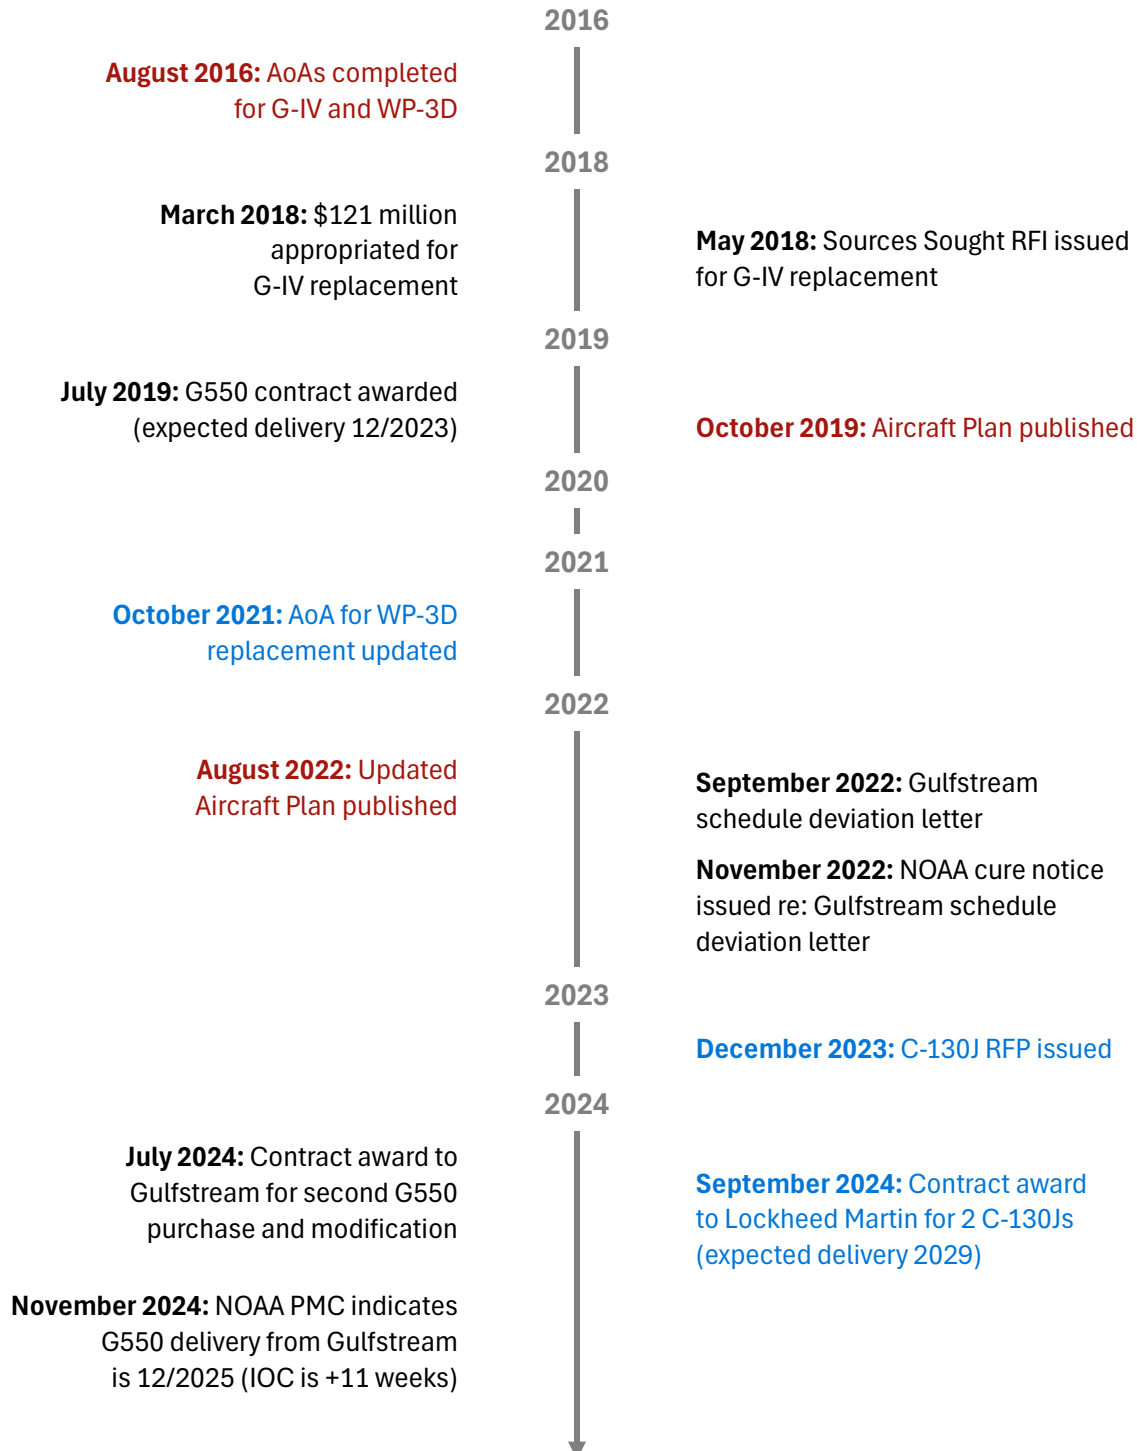 2016
August 2016: AoAs completed
for G-IV and WP-3D
2018
March 2018: $121 million
appropriated for
G-IV replacement
May 2018: Sources Sought RFI issued
for G-IV replacement
2019
July 2019: G550 contract awarded
(expected delivery 12/2023)
October 2019: Aircraft Plan published
2020
2021
October 2021: AoA for WP-3D
replacement updated
2022
August 2022: Updated
Aircraft Plan published
September 2022: Gulfstream
schedule deviation letter
November 2022: NOAA cure notice
issued re: Gulfstream schedule
deviation letter
2023
December 2023: C-130J RFP issued
2024
July 2024: Contract award to
Gulfstream for second G550
purchase and modification
September 2024: Contract award
to Lockheed Martin for 2 C-130Js
(expected delivery 2029)
November 2024: NOAA PMC indicates
G550 delivery from Gulfstream
is 12/2025 (IOC is +11 weeks)